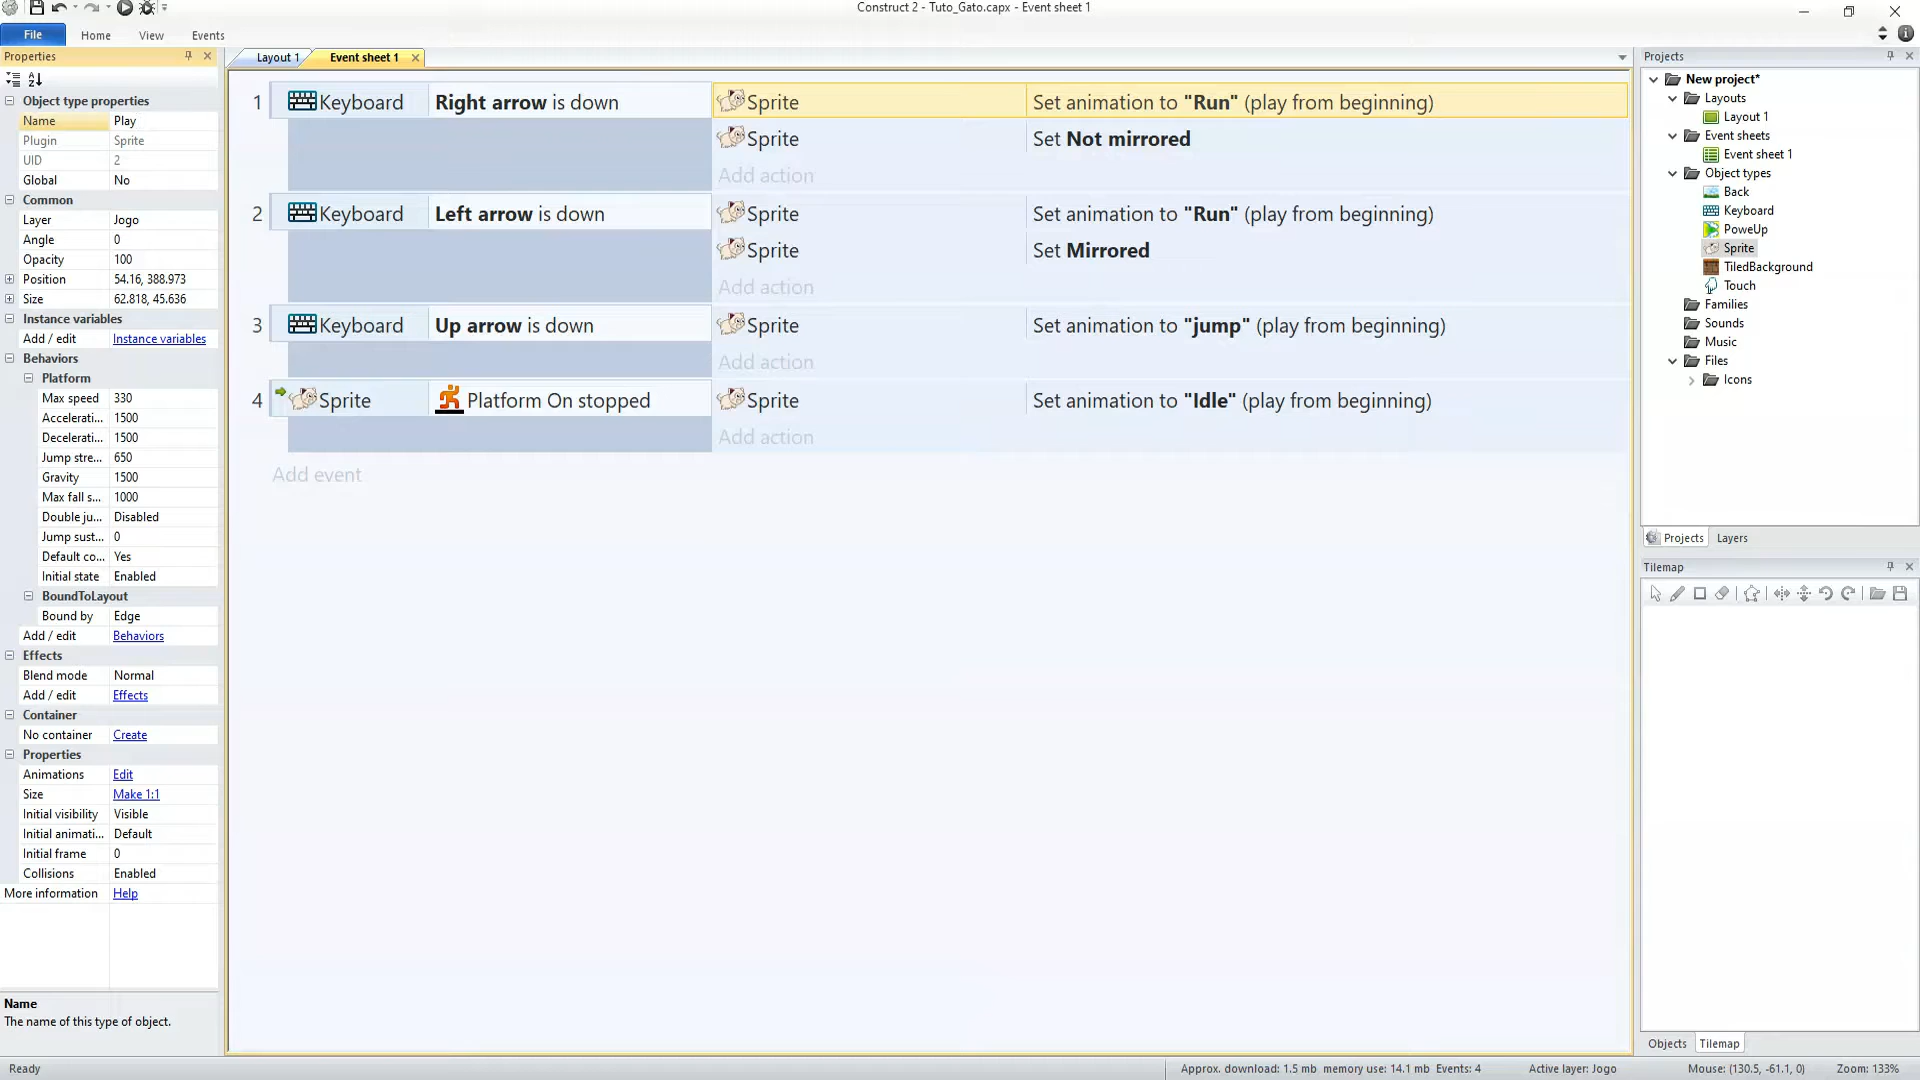 Construct 2 - Tuto_Gato.capx - Event sheet 1
File Home View Events
Properties
Object type properties
Name Play
Plugin Sprite
UID 2
Global No
Common
Layer Jogo
Angle 0
Opacity 100
Position 54.16, 388.973
Size 62.818, 45.636
Instance variables
Add / edit Instance variables
Behaviors
Platform
Max speed 330
Accelerati... 1500
Decelerati... 1500
Jump stre... 650
Gravity 1500
Max fall s... 1000
Double ju... Disabled
Jump sust... 0
Default co... Yes
Initial state Enabled
BoundToLayout
Bound by Edge
Add / edit Behaviors
Effects
Blend mode Normal
Add / edit Effects
Container
No container Create
Properties
Animations Edit
Size Make 1:1
Initial visibility Visible
Initial animati... Default
Initial frame 0
Collisions Enabled
More information Help
Name
The name of this type of object.
Layout 1 Event sheet 1
1 Keyboard Right arrow is down Sprite Set animation to "Run" (play from beginning)
Sprite Set Not mirrored
Add action
2 Keyboard Left arrow is down Sprite Set animation to "Run" (play from beginning)
Sprite Set Mirrored
Add action
3 Keyboard Up arrow is down Sprite Set animation to "jump" (play from beginning)
Add action
4 Sprite Platform On stopped Sprite Set animation to "Idle" (play from beginning)
Add action
Add event
Projects
New project*
Layouts
Layout 1
Event sheets
Event sheet 1
Object types
Back
Keyboard
PoweUp
Sprite
TiledBackground
Touch
Families
Sounds
Music
Files
Icons
Projects Layers
Tilemap
Objects Tilemap
Ready Approx. download: 1.5 mb memory use: 14.1 mb Events: 4 Active layer: Jogo Mouse: (130.5, -61.1, 0) Zoom: 133%